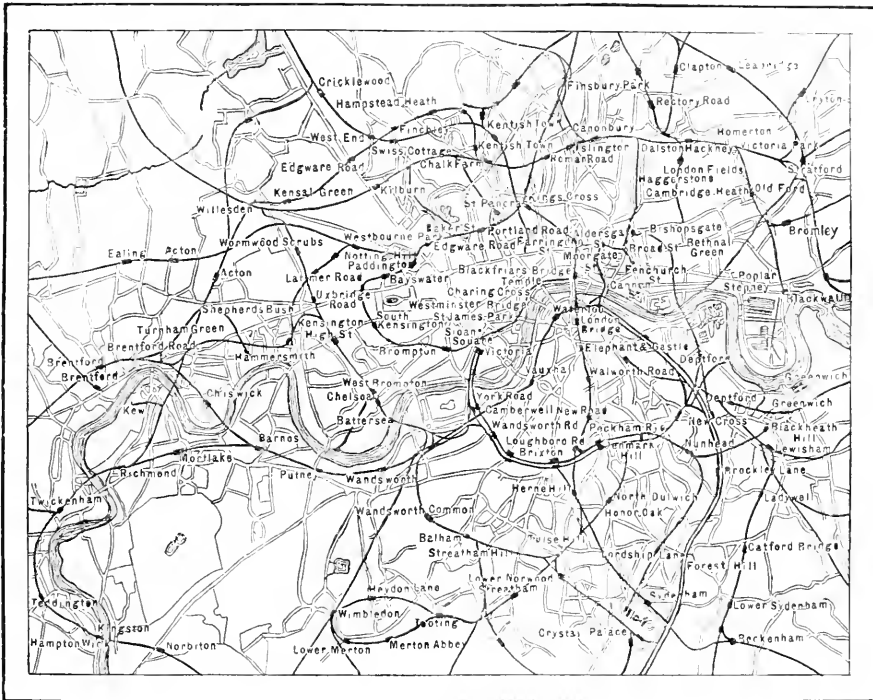 Cricklewood
Clapton
Hampstead Heath
Finsbury Park
Rectory Road
Kentish Town
Canonbury
Homerton
West End
Finchley
Swiss Cottage
Kentish Town
Islington
Dalston
Hackney
Victoria Park
Edgware Road
Chalk Farm
Roman Road
London Fields
Stratford
Kensal Green
Kilburn
Haggerstone
Cambridge Heath
Old Ford
Willesden
St Pancras
Kings Cross
Baker St
Portland Road
Aldersgate
Bishopsgate
Bromley
Wormwood Scrubs
Westbourne Park
Edgware Road
Farringdon St
Broad St
Bethnal Green
Ealing
Acton
Notting Hill
Moorgate
Paddington
Acton
Latimer Road
Bayswater
Blackfriars Bridge
Fenchurch St
Poplar
Temple
Cannon St
Stepney
Uxbridge Road
Charing Cross
Blackwall
Shepherds Bush
Westminster Bridge
Waterloo
South Kensington
St James Park
London Bridge
Turnham Green
Kensington High St
Sloan Square
Brentford Road
Hammersmith
Brompton
Victoria
Elephant & Castle
Deptford
Brentford
Brentford
Vauxhall
Walworth Road
Greenwich
West Brompton
Chiswick
Chelsea
York Road
Deptford
Greenwich
Kew
Camberwell New Road
Battersea
Wandsworth Rd
Peckham Rye
New Cross
Blackheath Hill
Barnes
Loughboro Rd
Denmark Hill
Nunhead
Lewisham
Mortlake
Brixton
Richmond
Putney
Wandsworth
Brockley Lane
Twickenham
Herne Hill
North Dulwich
Ladywell
Wandsworth Common
Honor Oak
Balham
Tulse Hill
Streatham Hill
Lordship Lane
Catford Bridge
Forest Hill
Heydon Lane
Lower Norwood
Streatham
Sydenham
Teddington
Wimbledon
Lower Sydenham
Kingston
Tooting
Hampton Wick
Norbiton
Crystal Palace
Beckenham
Lower Merton
Merton Abbey